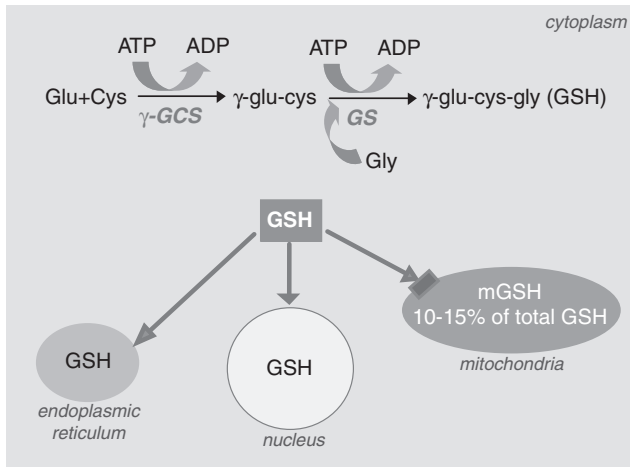 cytoplasm
ATP ADP ATP ADP
Glu+Cys γ-glu-cys γ-glu-cys-gly (GSH)
γ-GCS GS
Gly
GSH
mGSH
10-15% of total GSH
mitochondria
GSH
endoplasmic
reticulum
GSH
nucleus